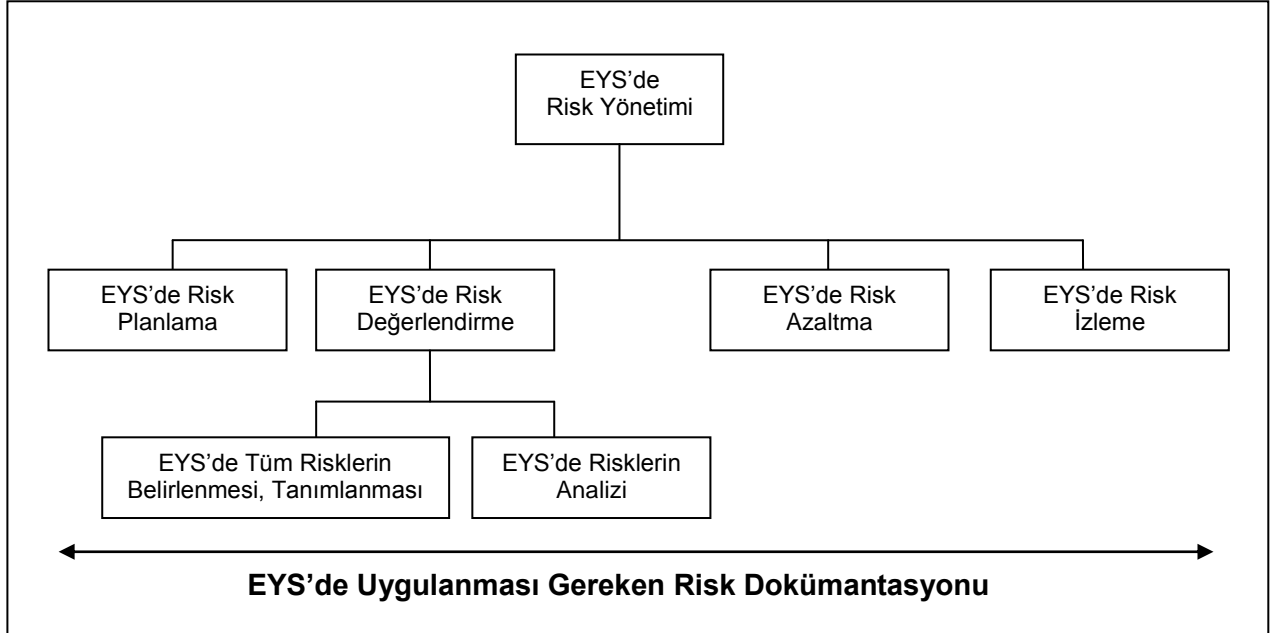 EYS’de
Risk Yönetimi
EYS’de Risk
Planlama
EYS’de Risk
Değerlendirme
EYS’de Risk
Azaltma
EYS’de Risk
İzleme
EYS’de Tüm Risklerin
Belirlenmesi, Tanımlanması
EYS’de Risklerin
Analizi
EYS’de Uygulanması Gereken Risk Dokümantasyonu